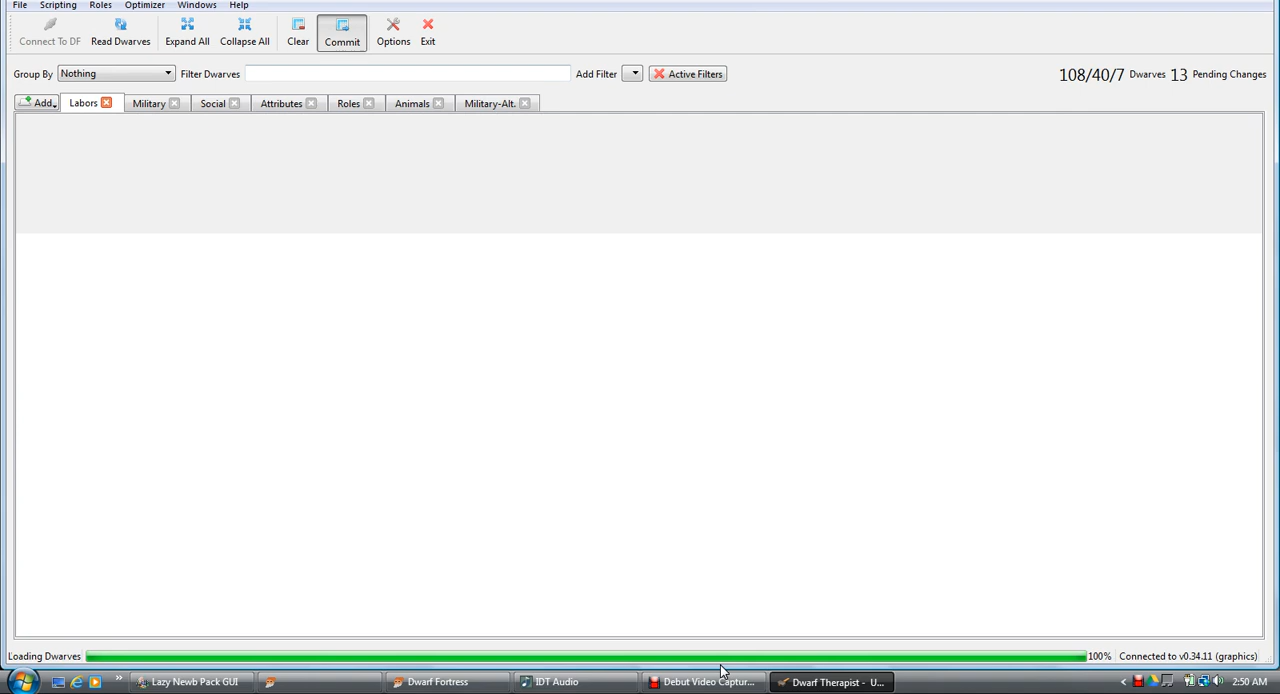 File Scripting Roles Optimizer Windows Help
Connect To DF Read Dwarves Expand All Collapse All Clear Commit Options Exit
Group By Nothing Filter Dwarves Add Filter Active Filters 108/40/7 Dwarves 13 Pending Changes
Add Labors Military Social Attributes Roles Animals Military-Alt.
Loading Dwarves 100% Connected to v0.34.11 (graphics)
Lazy Newb Pack GUI Dwarf Fortress IDT Audio Debut Video Captur... Dwarf Therapist - U... 2:50 AM